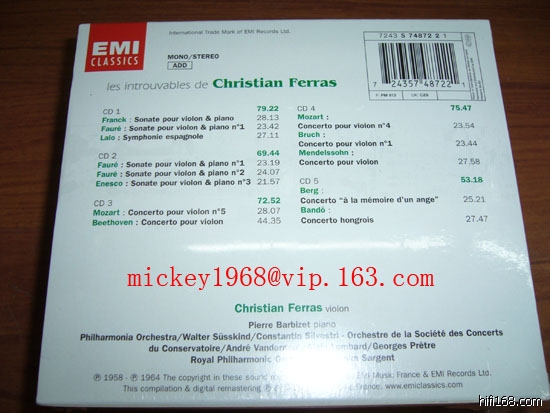 EMI
CLASSICS
International Trade Mark of EMI Records Ltd.
MONO/STEREO
ADD
7243 5 74872 2 1
7 24357 48722
les introuvables de Christian Ferras
CD 1 79.22
Franck : Sonate pour violon & piano 28.13
Fauré : Sonate pour violon & piano n°1 23.42
Lalo : Symphonie espagnole 27.11
CD 2 69.44
Fauré : Sonate pour violon & piano n°1 23.19
Fauré : Sonate pour violon & piano n°2 24.07
Enesco : Sonate pour violon & piano n°3 21.57
CD 3 72.52
Mozart : Concerto pour violon n°5 28.07
Beethoven : Concerto pour violon 44.35
CD 4 75.47
Mozart :
Concerto pour violon n°4 23.54
Bruch :
Concerto pour violon n°1 23.44
Mendelssohn :
Concerto pour violon 27.58
CD 5 53.18
Berg :
Concerto "à la mémoire d'un ange" 25.21
Bandö :
Concerto hongrois 27.47
mickey1968@vip.163.com
Christian Ferras violon
Pierre Barbizet piano
Philharmonia Orchestra/Walter Süsskind/Constantin Silvestri - Orchestre de la Société des Concerts
du Conservatoire/André Vandernoot/ /Georges Prêtre
Royal Philharmonic Sargent
℗ 1958 - ℗ 1964 The copyright in these sound EMI Music France & EMI Records Ltd.
This compilation & digital remastering www.emiclassics.com
hifi168.com